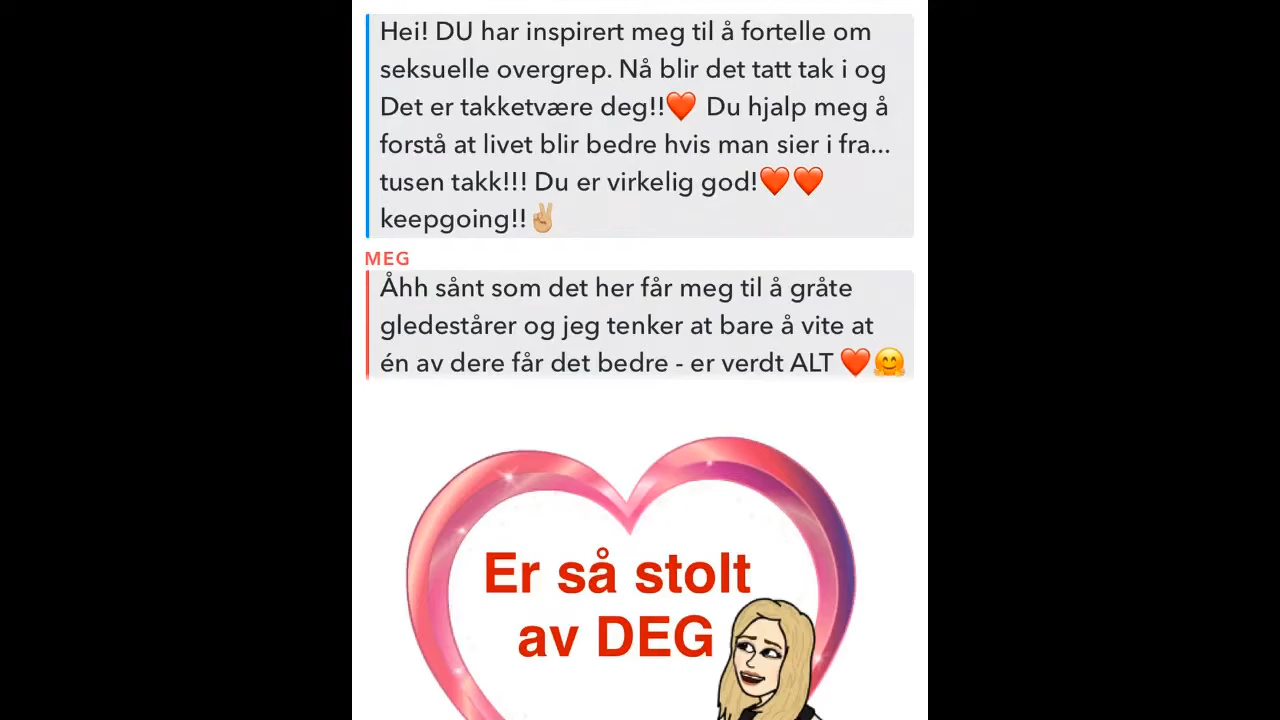 Hei! DU har inspirert meg til å fortelle om
seksuelle overgrep. Nå blir det tatt tak i og
Det er takketvære deg!!❤️ Du hjalp meg å
forstå at livet blir bedre hvis man sier i fra...
tusen takk!!! Du er virkelig god!❤️❤️
keepgoing!!✌🏼
MEG
Åhh sånt som det her får meg til å gråte
gledestårer og jeg tenker at bare å vite at
én av dere får det bedre - er verdt ALT ❤️🤗
Er så stolt
av DEG